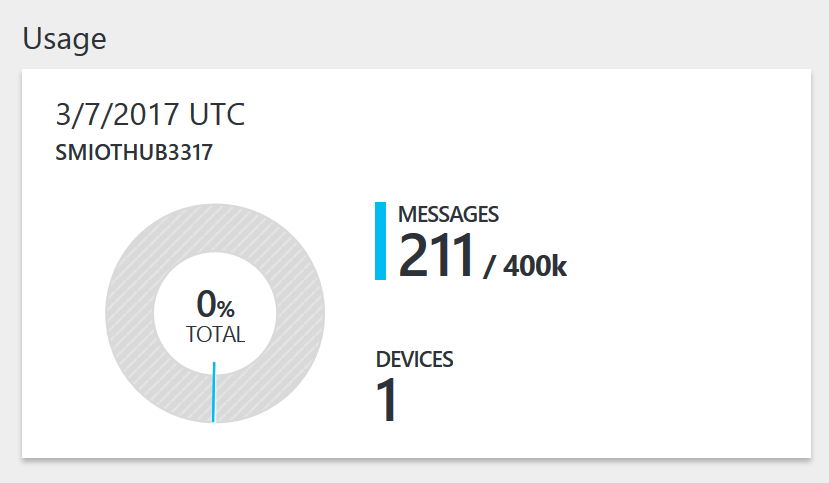 Usage
3/7/2017 UTC
SMIOTHUB3317
0%
TOTAL
MESSAGES
211 / 400k
DEVICES
1